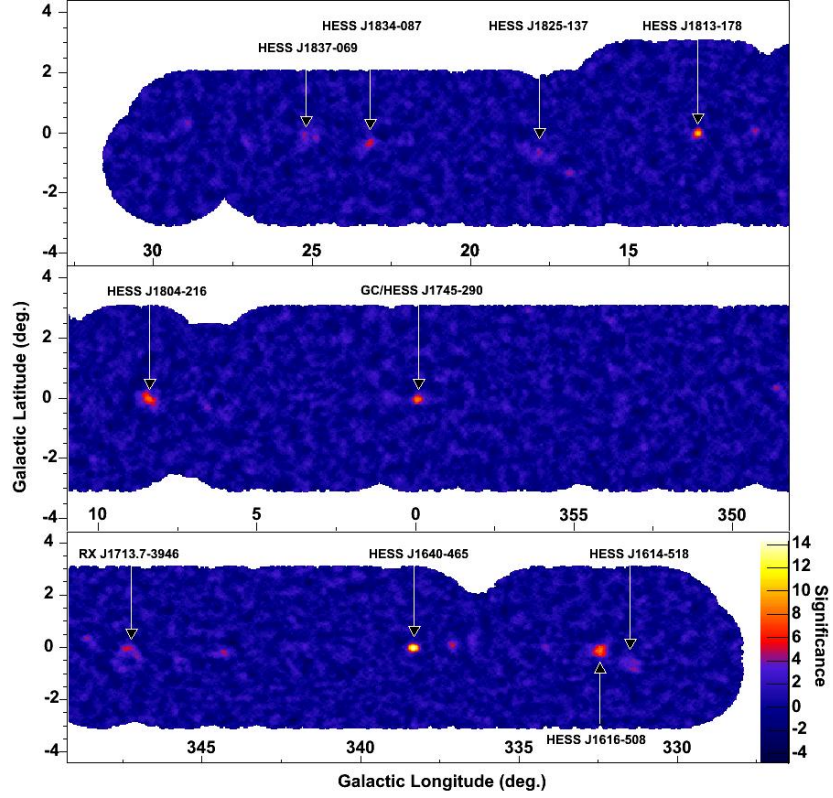 4
2
0
-2
-4
HESS J1837-069
HESS J1834-087
HESS J1825-137
HESS J1813-178
30
25
20
15
Galactic Latitude (deg.)
4
2
0
-2
-4
HESS J1804-216
GC/HESS J1745-290
10
5
0
355
350
4
2
0
-2
-4
RX J1713.7-3946
HESS J1640-465
HESS J1614-518
HESS J1616-508
345
340
335
330
14
12
10
8
6
4
2
0
-2
-4
Significance
Galactic Longitude (deg.)